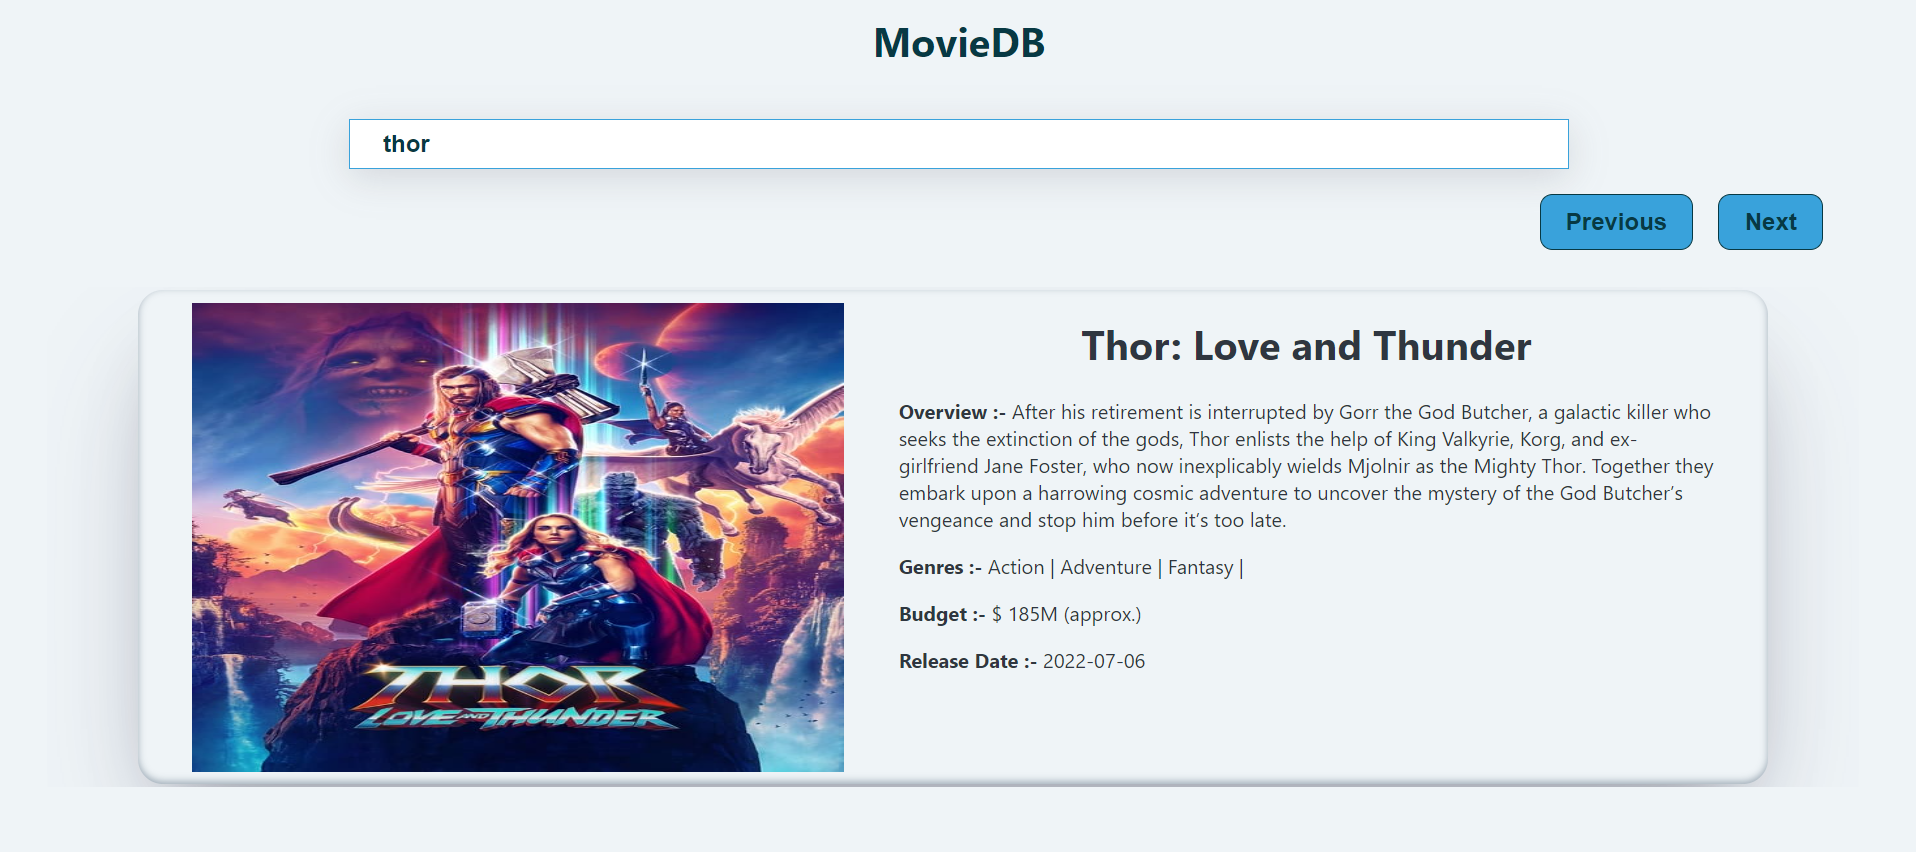 MovieDB
thor
Previous Next
Thor: Love and Thunder
Overview :- After his retirement is interrupted by Gorr the God Butcher, a galactic killer who
seeks the extinction of the gods, Thor enlists the help of King Valkyrie, Korg, and ex-
girlfriend Jane Foster, who now inexplicably wields Mjolnir as the Mighty Thor. Together they
embark upon a harrowing cosmic adventure to uncover the mystery of the God Butcher’s
vengeance and stop him before it’s too late.
Genres :- Action | Adventure | Fantasy |
Budget :- $ 185M (approx.)
Release Date :- 2022-07-06
THOR
LOVE AND THUNDER